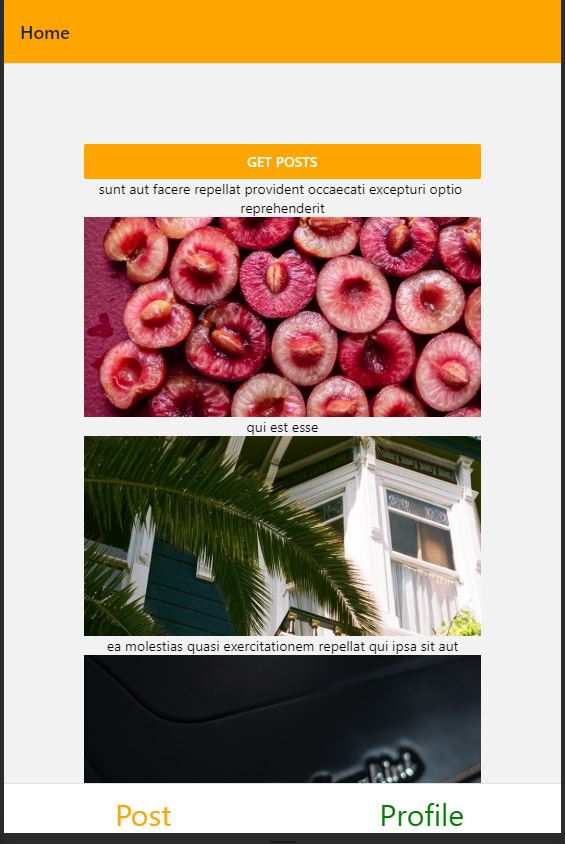 Home
GET POSTS
sunt aut facere repellat provident occaecati excepturi optio
reprehenderit
qui est esse
ea molestias quasi exercitationem repellat qui ipsa sit aut
Post
Profile